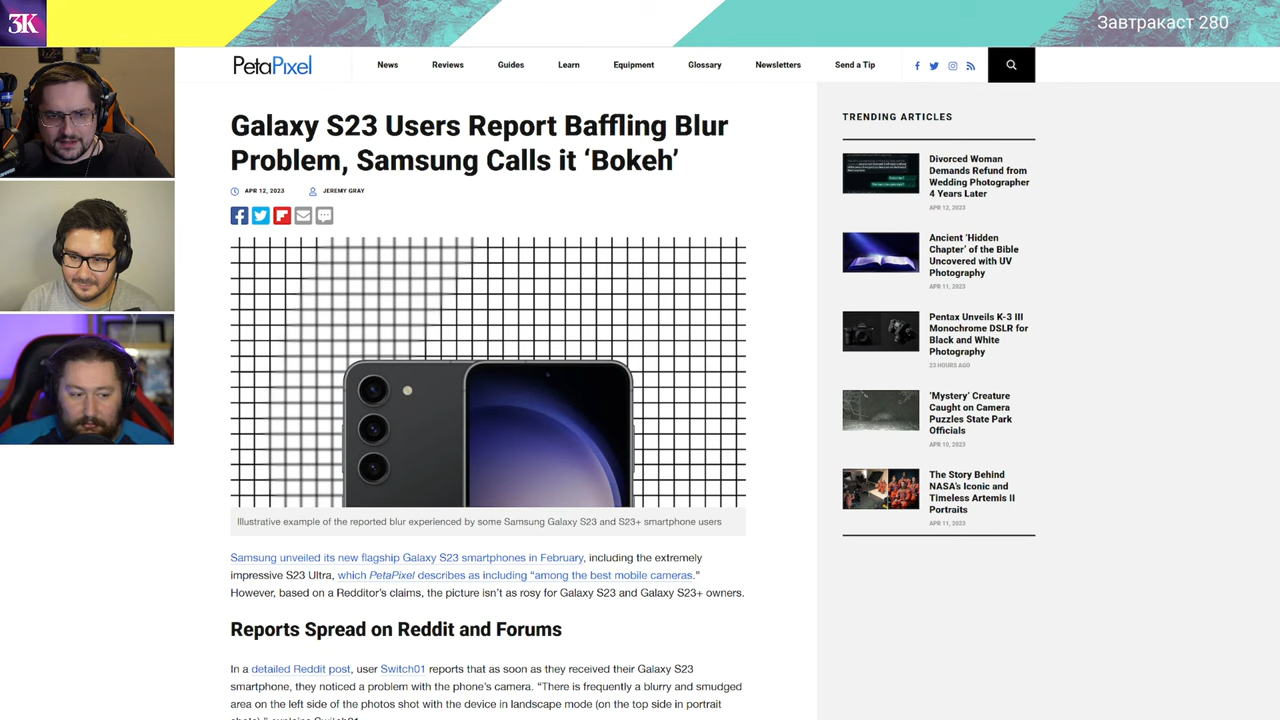 3K
Завтракаст 280
PetaPixel
News
Reviews
Guides
Learn
Equipment
Glossary
Newsletters
Send a Tip
Galaxy S23 Users Report Baffling Blur
Problem, Samsung Calls it ‘Bokeh’
APR 12, 2023
JEREMY GRAY
Illustrative example of the reported blur experienced by some Samsung Galaxy S23 and S23+ smartphone users
Samsung unveiled its new flagship Galaxy S23 smartphones in February, including the extremely
impressive S23 Ultra, which PetaPixel describes as including “among the best mobile cameras.”
However, based on a Redditor’s claims, the picture isn’t as rosy for Galaxy S23 and Galaxy S23+ owners.
Reports Spread on Reddit and Forums
In a detailed Reddit post, user Switch01 reports that as soon as they received their Galaxy S23
smartphone, they noticed a problem with the phone’s camera. “There is frequently a blurry and smudged
area on the left side of the photos shot with the device in landscape mode (on the top side in portrait
TRENDING ARTICLES
Divorced Woman
Demands Refund from
Wedding Photographer
4 Years Later
APR 12, 2023
Ancient ‘Hidden
Chapter’ of the Bible
Uncovered with UV
Photography
APR 11, 2023
Pentax Unveils K-3 III
Monochrome DSLR for
Black and White
Photography
23 HOURS AGO
‘Mystery’ Creature
Caught on Camera
Puzzles State Park
Officials
APR 10, 2023
The Story Behind
NASA’s Iconic and
Timeless Artemis II
Portraits
APR 11, 2023